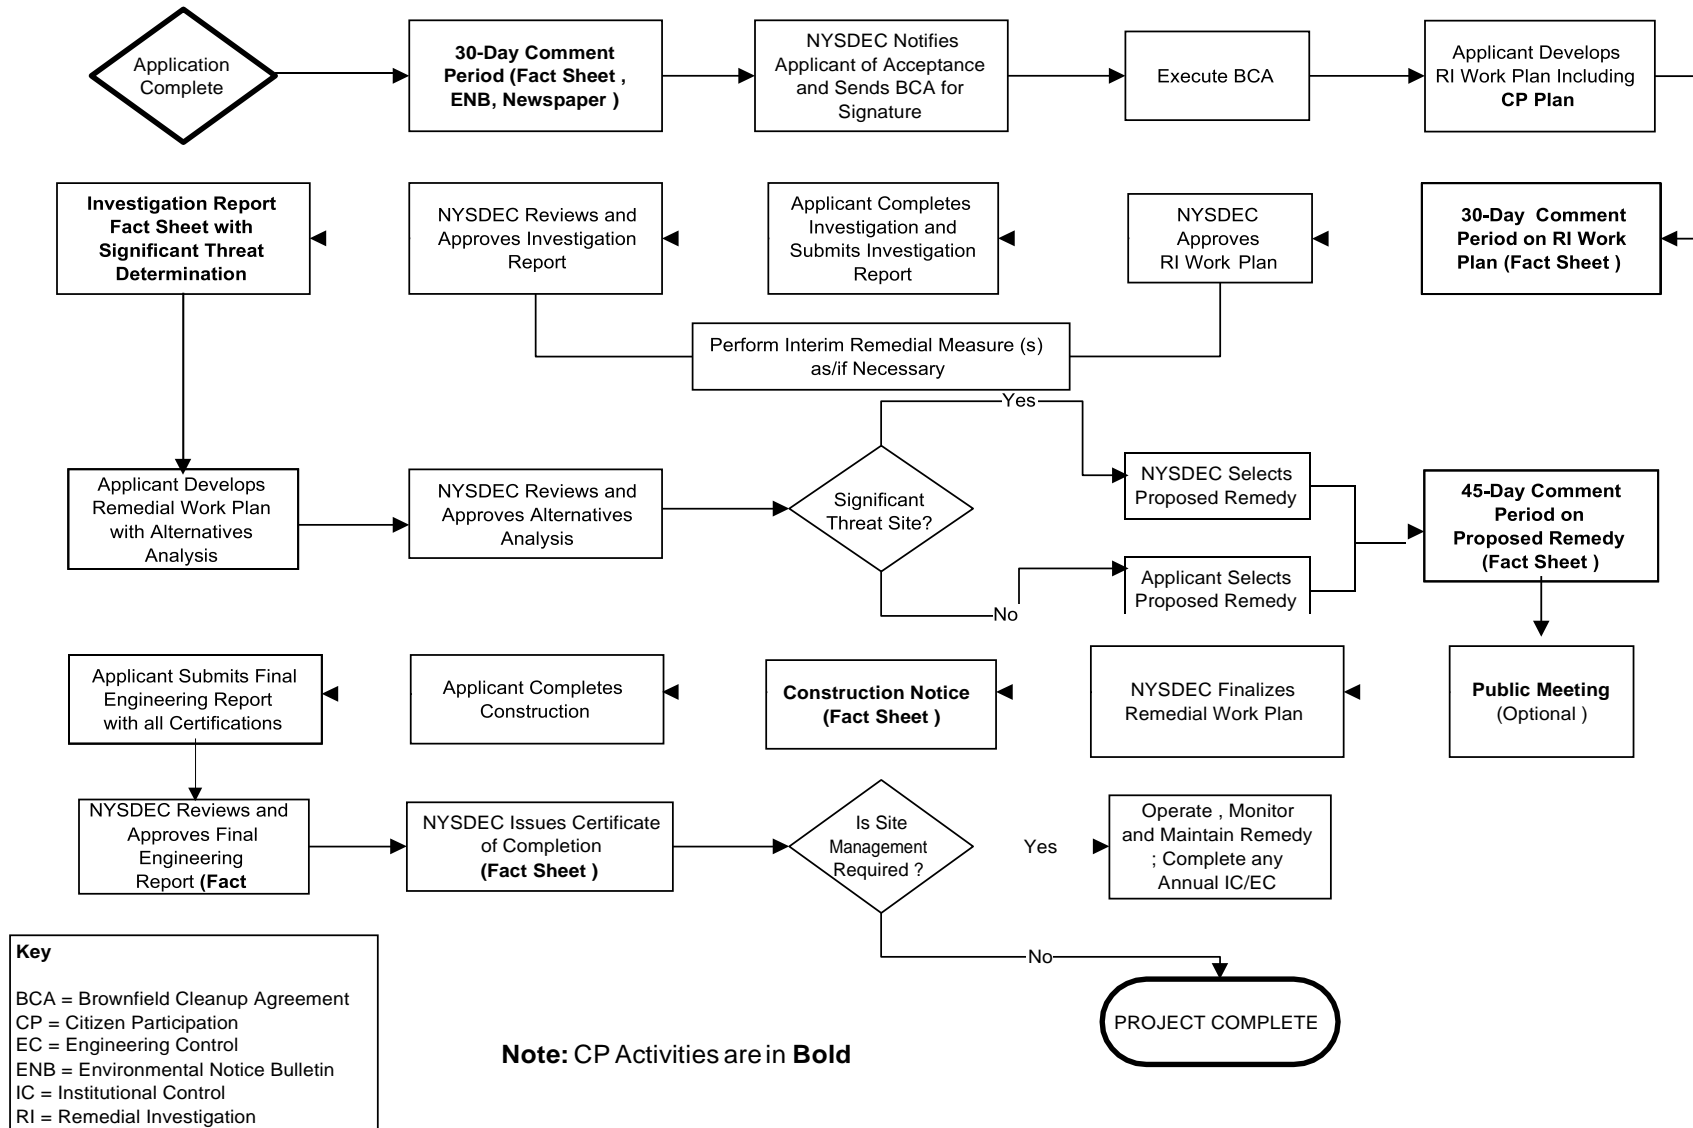 Application
Complete
30-Day Comment
Period (Fact Sheet ,
ENB, Newspaper )
NYSDEC Notifies
Applicant of Acceptance
and Sends BCA for
Signature
Execute BCA
Applicant Develops
RI Work Plan Including
CP Plan
Investigation Report
Fact Sheet with
Significant Threat
Determination
NYSDEC Reviews and
Approves Investigation
Report
Applicant Completes
Investigation and
Submits Investigation
Report
NYSDEC
Approves
RI Work Plan
30-Day Comment
Period on RI Work
Plan (Fact Sheet )
Perform Interim Remedial Measure (s)
as/if Necessary
Yes
Applicant Develops
Remedial Work Plan
with Alternatives
Analysis
NYSDEC Reviews and
Approves Alternatives
Analysis
Significant
Threat Site?
NYSDEC Selects
Proposed Remedy
45-Day Comment
Period on
Proposed Remedy
(Fact Sheet )
Applicant Selects
Proposed Remedy
No
Applicant Submits Final
Engineering Report
with all Certifications
Applicant Completes
Construction
Construction Notice
(Fact Sheet )
NYSDEC Finalizes
Remedial Work Plan
Public Meeting
(Optional )
NYSDEC Reviews and
Approves Final
Engineering
Report (Fact
NYSDEC Issues Certificate
of Completion
(Fact Sheet )
Is Site
Management
Required ?
Yes
Operate , Monitor
and Maintain Remedy
; Complete any
Annual IC/EC
No
PROJECT COMPLETE
Key
BCA = Brownfield Cleanup Agreement
CP = Citizen Participation
EC = Engineering Control
ENB = Environmental Notice Bulletin
IC = Institutional Control
RI = Remedial Investigation
Note: CP Activities are in Bold